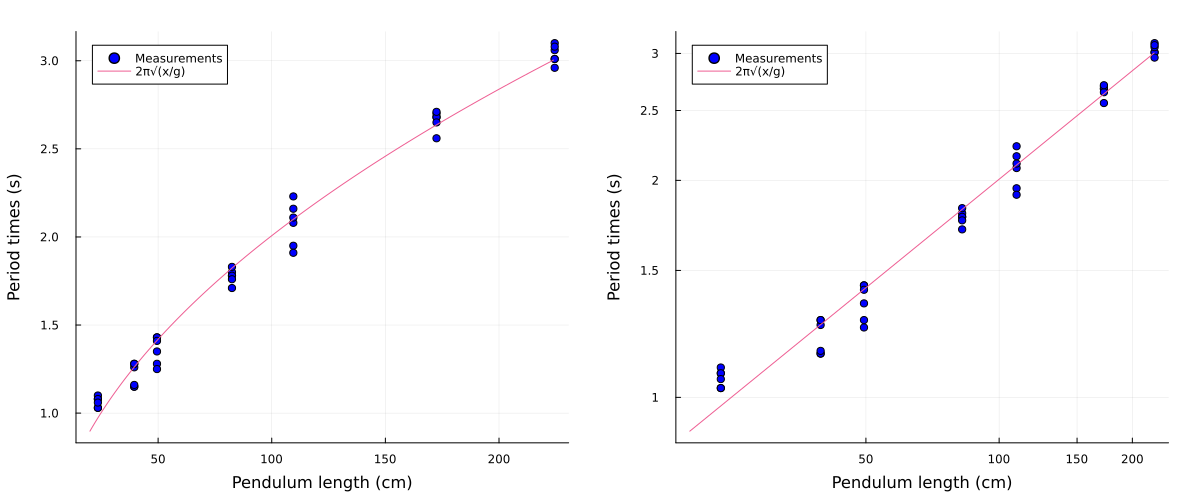 Measurements
2π√(x/g)
3.0
2.5
2.0
1.5
1.0
50
100
150
200
Period times (s)
Pendulum length (cm)
Measurements
2π√(x/g)
3
2.5
2
1.5
1
50
100
150
200
Period times (s)
Pendulum length (cm)